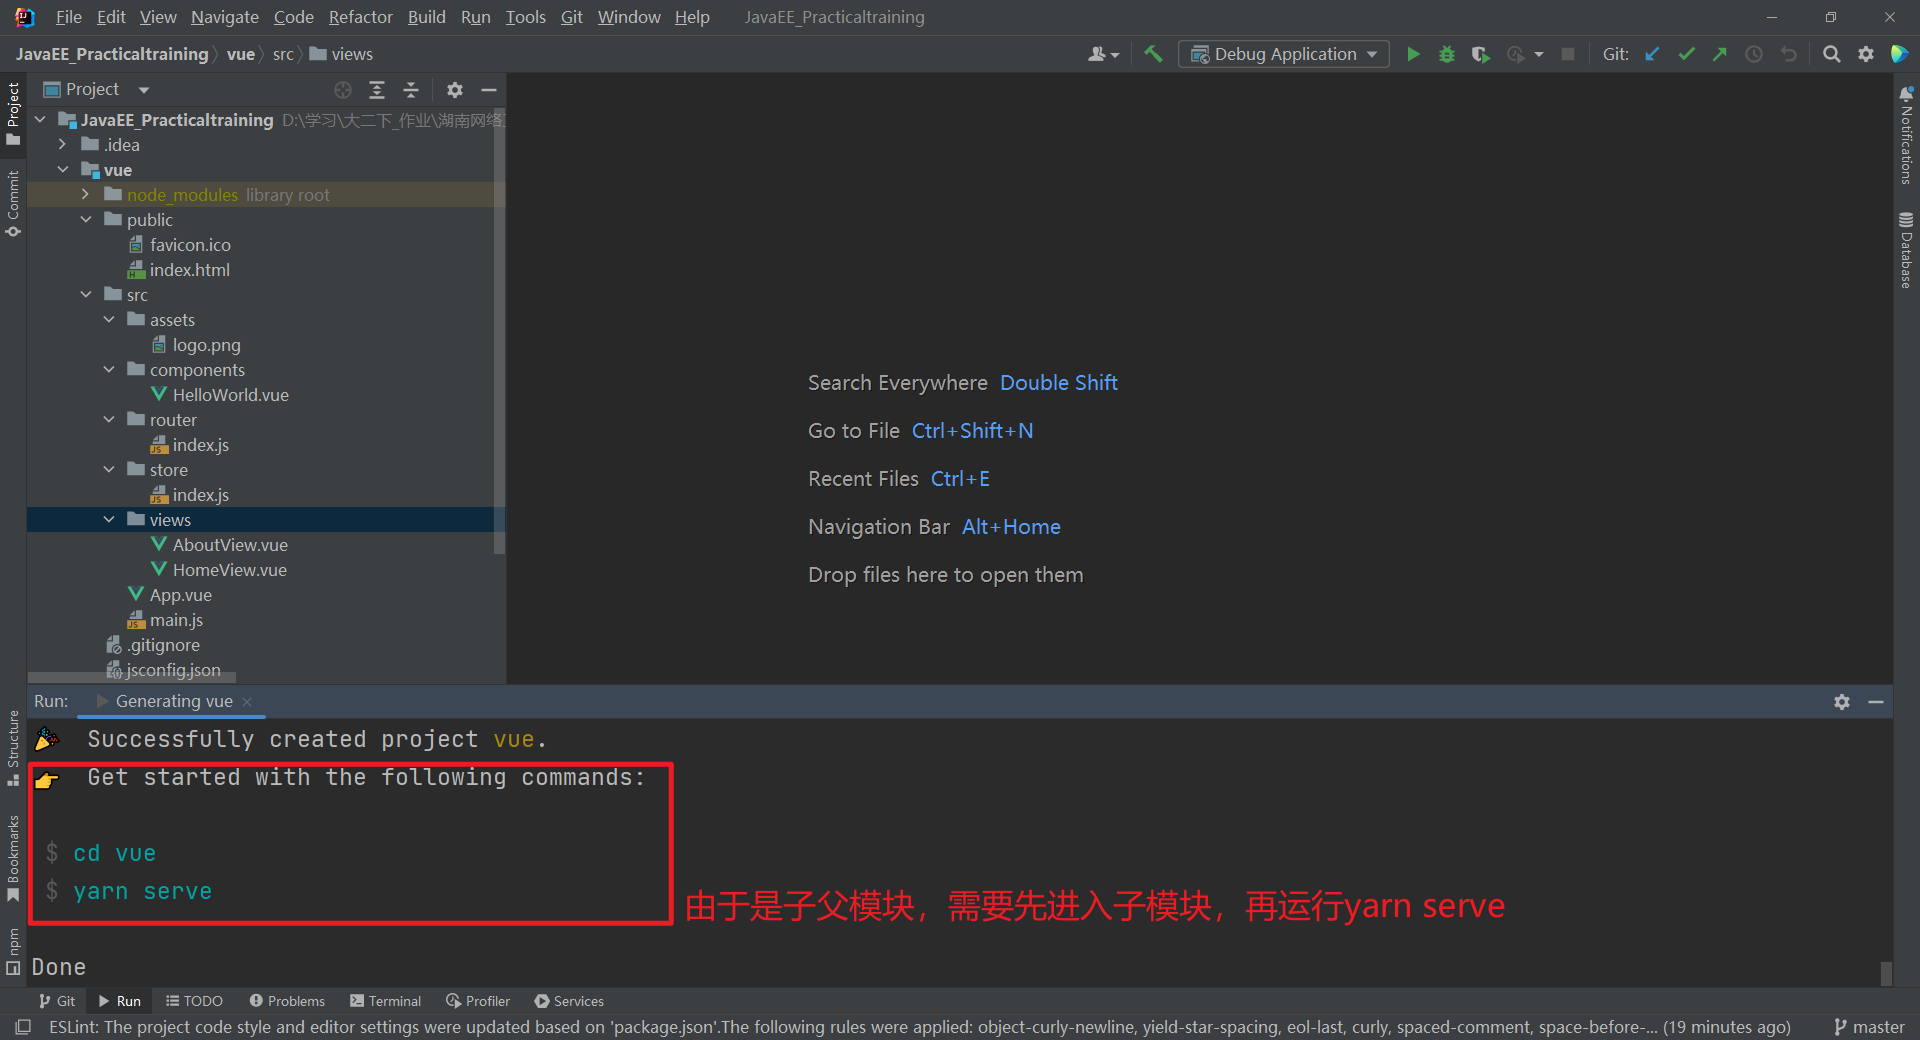 File Edit View Navigate Code Refactor Build Run Tools Git Window Help JavaEE_Practicaltraining
JavaEE_Practicaltraining vue src views Debug Application Git:
Project
Project
JavaEE_Practicaltraining D:\学习\大二下_作业\湖南网络
.idea
vue
node_modules library root
public
favicon.ico
index.html
src
assets
logo.png
components
HelloWorld.vue
router
index.js
store
index.js
views
AboutView.vue
HomeView.vue
App.vue
main.js
.gitignore
jsconfig.json
Commit
Structure
Bookmarks
npm
Notifications
Database
Search Everywhere Double Shift
Go to File Ctrl+Shift+N
Recent Files Ctrl+E
Navigation Bar Alt+Home
Drop files here to open them
Run: Generating vue
Successfully created project vue.
Get started with the following commands:
$ cd vue
$ yarn serve
由于是子父模块，需要先进入子模块，再运行yarn serve
Done
Git Run TODO Problems Terminal Profiler Services
ESLint: The project code style and editor settings were updated based on 'package.json'.The following rules were applied: object-curly-newline, yield-star-spacing, eol-last, curly, spaced-comment, space-before-... (19 minutes ago) master